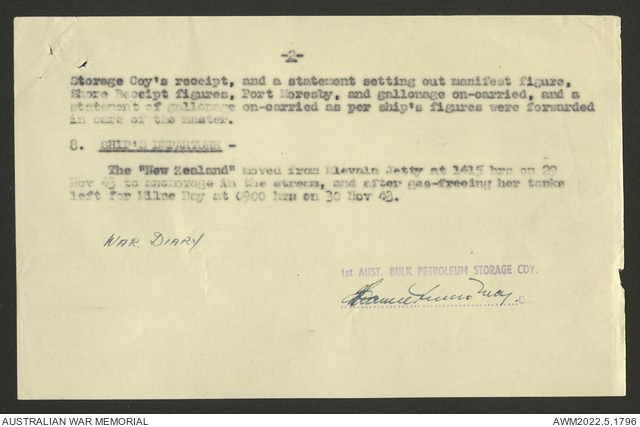 -2-
Storage Coy's receipt, and a statement setting out manifest figure,
Shore Receipt figures, Port Moresby, and gallonage on-carried, and a
statement of gallonage on-carried as per ship's figures were forwarded
in care of the master.
8. SHIP'S DEPARTURE -
The "New Zealand" moved from Elevala Jetty at 1415 hrs on 29
Nov 43 to anchorage in the stream, and after gas-freeing her tanks
left for Milne Bay at 0900 hrs on 30 Nov 43.
WAR DIARY
1st AUST. BULK PETROLEUM STORAGE COY.
AUSTRALIAN WAR MEMORIAL
AWM2022.5.1796